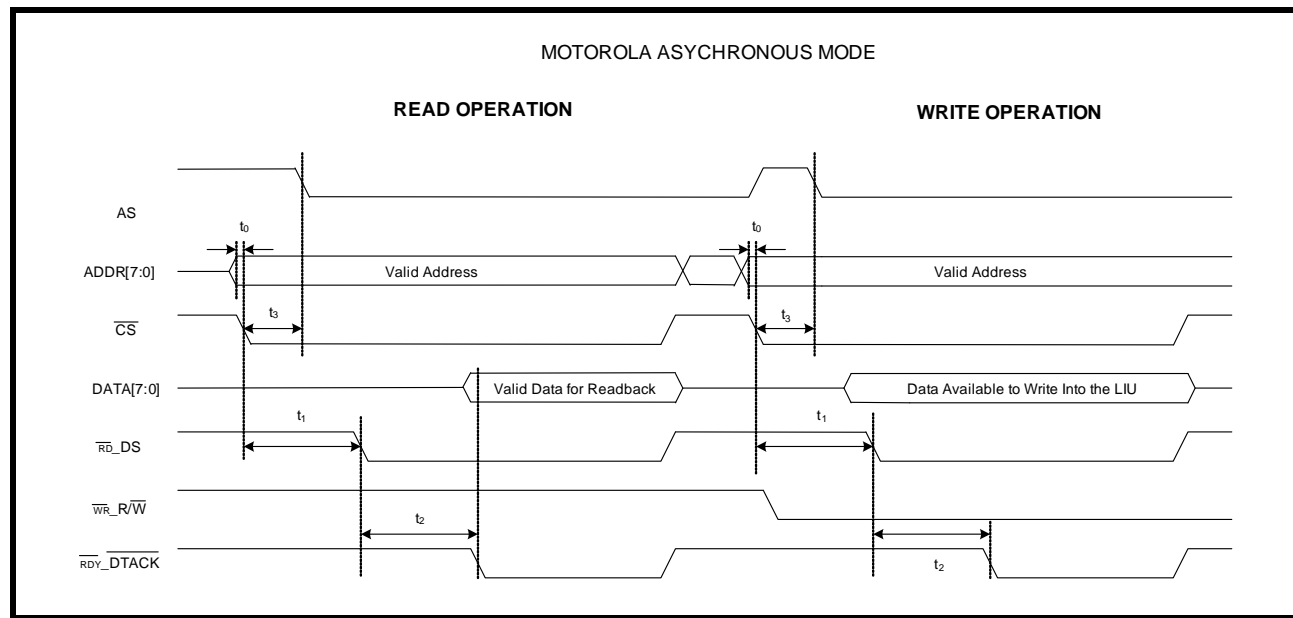 MOTOROLA ASYCHRONOUS MODE
READ OPERATION
WRITE OPERATION
AS
t0
t0
ADDR[7:0]
Valid Address
Valid Address
t3
t3
CS
DATA[7:0]
Valid Data for Readback
Data Available to Write Into the LIU
t1
t1
RD_DS
WR_R/W
t2
RDY_DTACK
t2